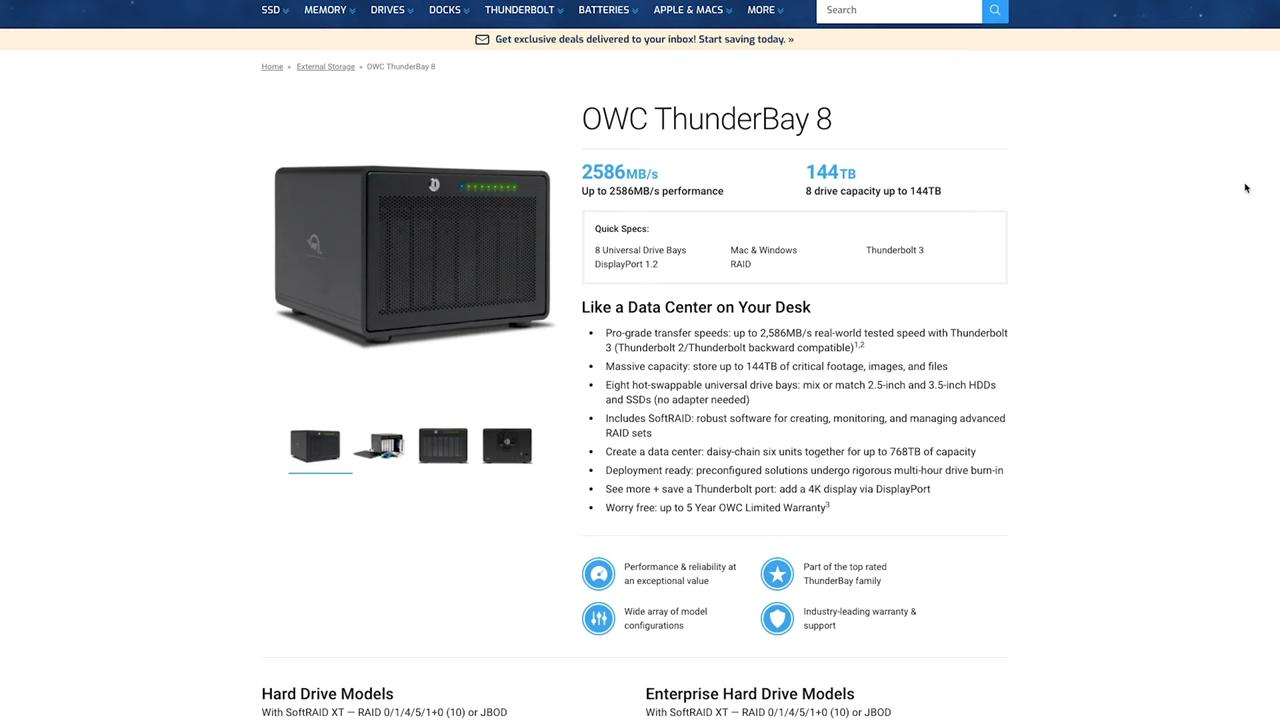 SSD MEMORY DRIVES DOCKS THUNDERBOLT BATTERIES APPLE & MACS MORE Search
Get exclusive deals delivered to your inbox! Start saving today. »
Home » External Storage » OWC ThunderBay 8
OWC ThunderBay 8
2586MB/s
Up to 2586MB/s performance
144TB
8 drive capacity up to 144TB
Quick Specs:
8 Universal Drive Bays Mac & Windows Thunderbolt 3
DisplayPort 1.2 RAID
Like a Data Center on Your Desk
• Pro-grade transfer speeds: up to 2,586MB/s real-world tested speed with Thunderbolt
3 (Thunderbolt 2/Thunderbolt backward compatible)1,2
• Massive capacity: store up to 144TB of critical footage, images, and files
• Eight hot-swappable universal drive bays: mix or match 2.5-inch and 3.5-inch HDDs
and SSDs (no adapter needed)
• Includes SoftRAID: robust software for creating, monitoring, and managing advanced
RAID sets
• Create a data center: daisy-chain six units together for up to 768TB of capacity
• Deployment ready: preconfigured solutions undergo rigorous multi-hour drive burn-in
• See more + save a Thunderbolt port: add a 4K display via DisplayPort
• Worry free: up to 5 Year OWC Limited Warranty3
Performance & reliability at
an exceptional value
Part of the top rated
ThunderBay family
Wide array of model
configurations
Industry-leading warranty &
support
Hard Drive Models
With SoftRAID XT — RAID 0/1/4/5/1+0 (10) or JBOD
Enterprise Hard Drive Models
With SoftRAID XT — RAID 0/1/4/5/1+0 (10) or JBOD